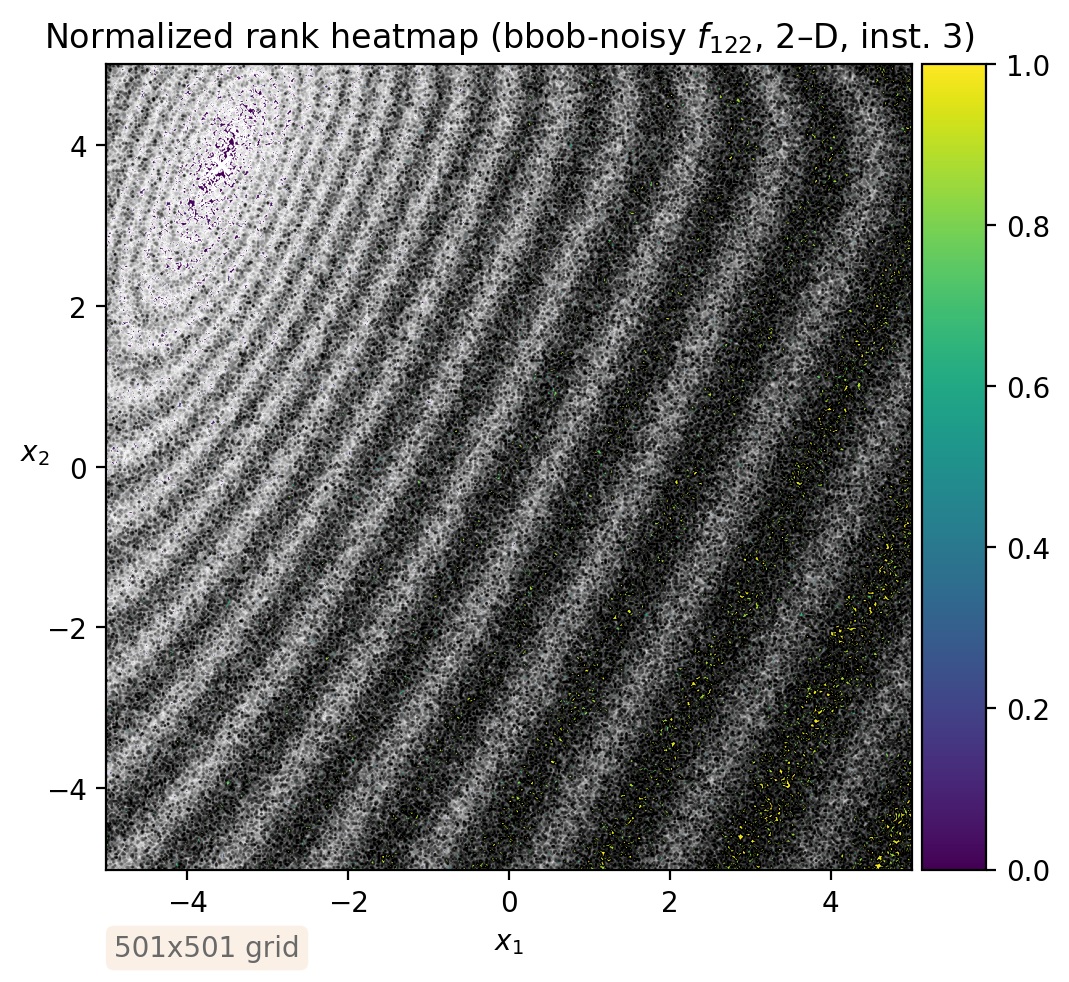 Normalized rank heatmap (bbob-noisy f₁₂₂, 2–D, inst. 3)
1.0
0.8
0.6
0.4
0.2
0.0
4
2
0
−2
−4
x₂
−4 −2 0 2 4
x₁
501x501 grid